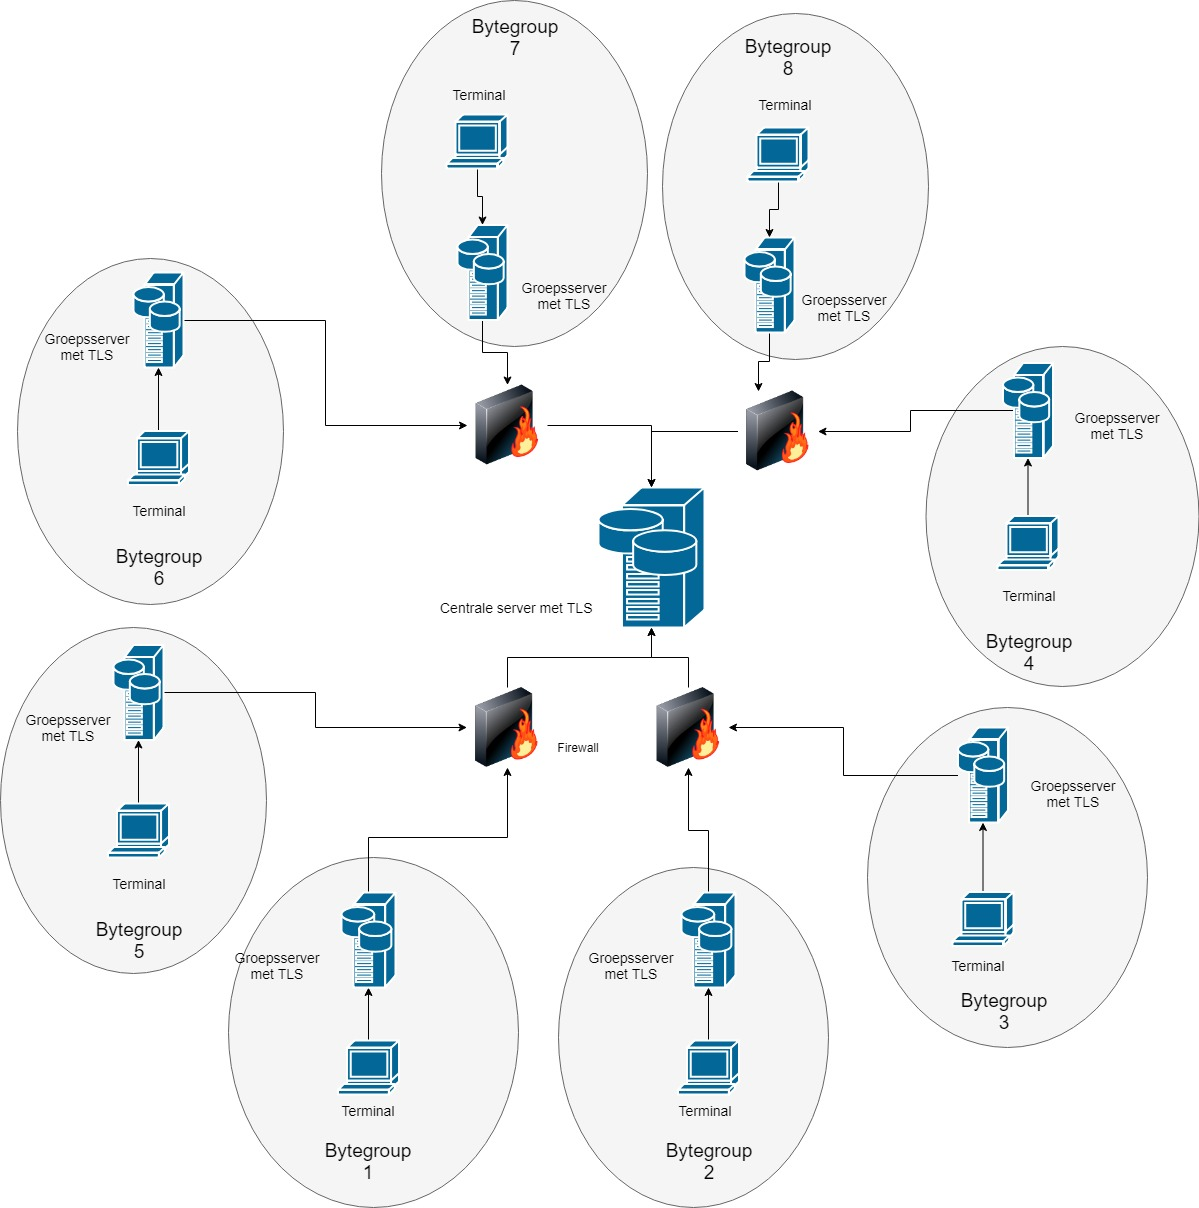 Bytegroup
7
Terminal
Groepsserver
met TLS
Bytegroup
8
Terminal
Groepsserver
met TLS
Groepsserver
met TLS
Terminal
Bytegroup
6
Groepsserver
met TLS
Terminal
Bytegroup
4
Centrale server met TLS
Groepsserver
met TLS
Terminal
Bytegroup
5
Firewall
Groepsserver
met TLS
Terminal
Bytegroup
3
Groepsserver
met TLS
Terminal
Bytegroup
1
Groepsserver
met TLS
Terminal
Bytegroup
2